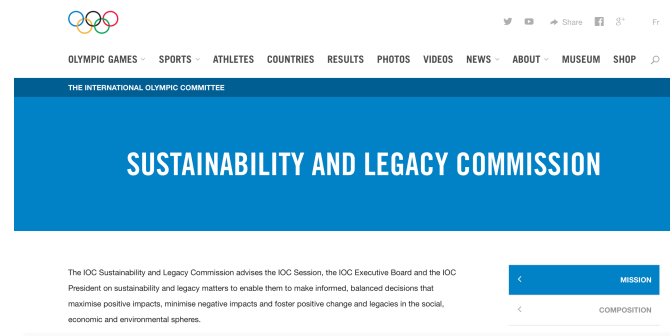 Share 8⁺ Fr
OLYMPIC GAMES SPORTS ATHLETES COUNTRIES RESULTS PHOTOS VIDEOS NEWS ABOUT MUSEUM SHOP
THE INTERNATIONAL OLYMPIC COMMITTEE
SUSTAINABILITY AND LEGACY COMMISSION
The IOC Sustainability and Legacy Commission advises the IOC Session, the IOC Executive Board and the IOC
President on sustainability and legacy matters to enable them to make informed, balanced decisions that
maximise positive impacts, minimise negative impacts and foster positive change and legacies in the social,
economic and environmental spheres.
MISSION
COMPOSITION